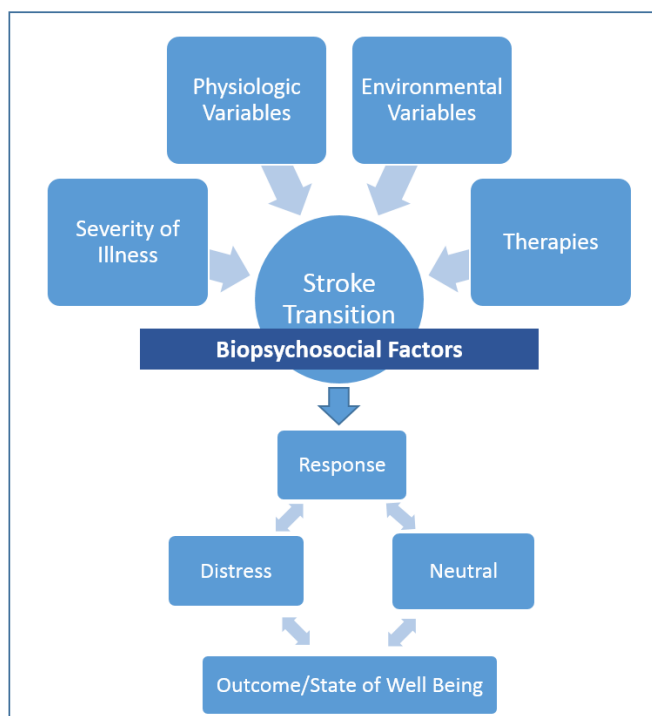 Physiologic
Variables
Environmental
Variables
Severity of
Illness
Therapies
Stroke
Transition
Biopsychosocial Factors
Response
Distress
Neutral
Outcome/State of Well Being